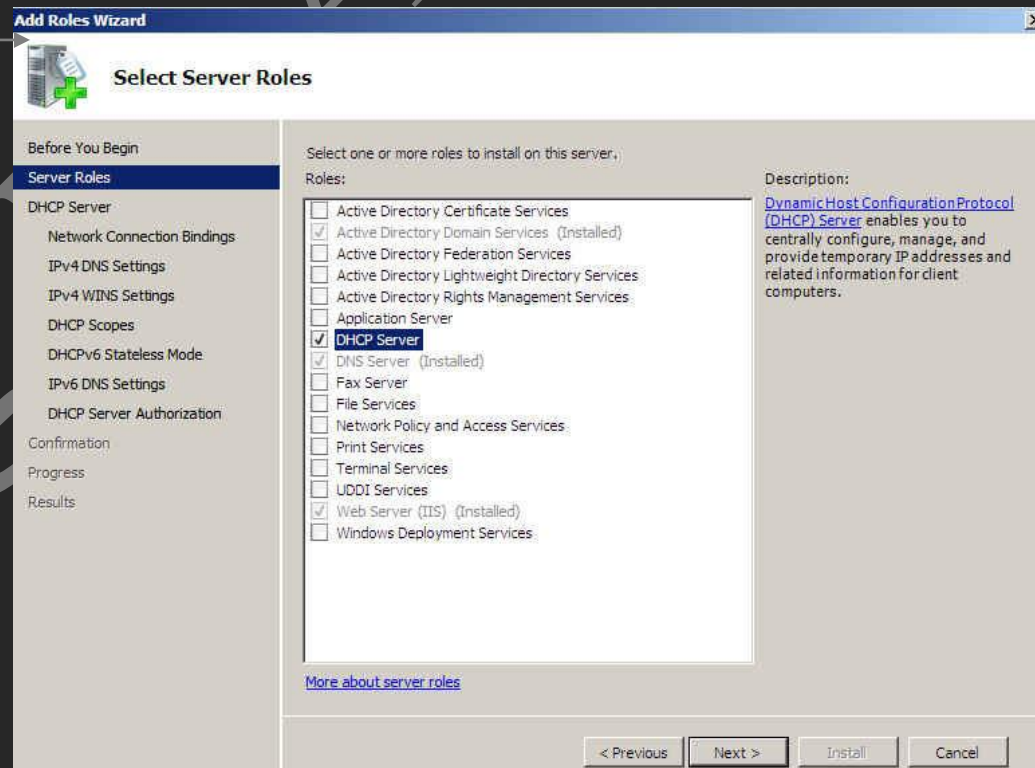 Add Roles Wizard
Select Server Roles
Before You Begin
Server Roles
DHCP Server
Network Connection Bindings
IPv4 DNS Settings
IPv4 WINS Settings
DHCP Scopes
DHCPv6 Stateless Mode
IPv6 DNS Settings
DHCP Server Authorization
Confirmation
Progress
Results
Select one or more roles to install on this server.
Roles:
Active Directory Certificate Services
Active Directory Domain Services (Installed)
Active Directory Federation Services
Active Directory Lightweight Directory Services
Active Directory Rights Management Services
Application Server
DHCP Server
DNS Server (Installed)
Fax Server
File Services
Network Policy and Access Services
Print Services
Terminal Services
UDDI Services
Web Server (IIS) (Installed)
Windows Deployment Services
More about server roles
Description:
Dynamic Host Configuration Protocol
(DHCP) Server enables you to
centrally configure, manage, and
provide temporary IP addresses and
related information for client
computers.
< Previous
Next >
Install
Cancel